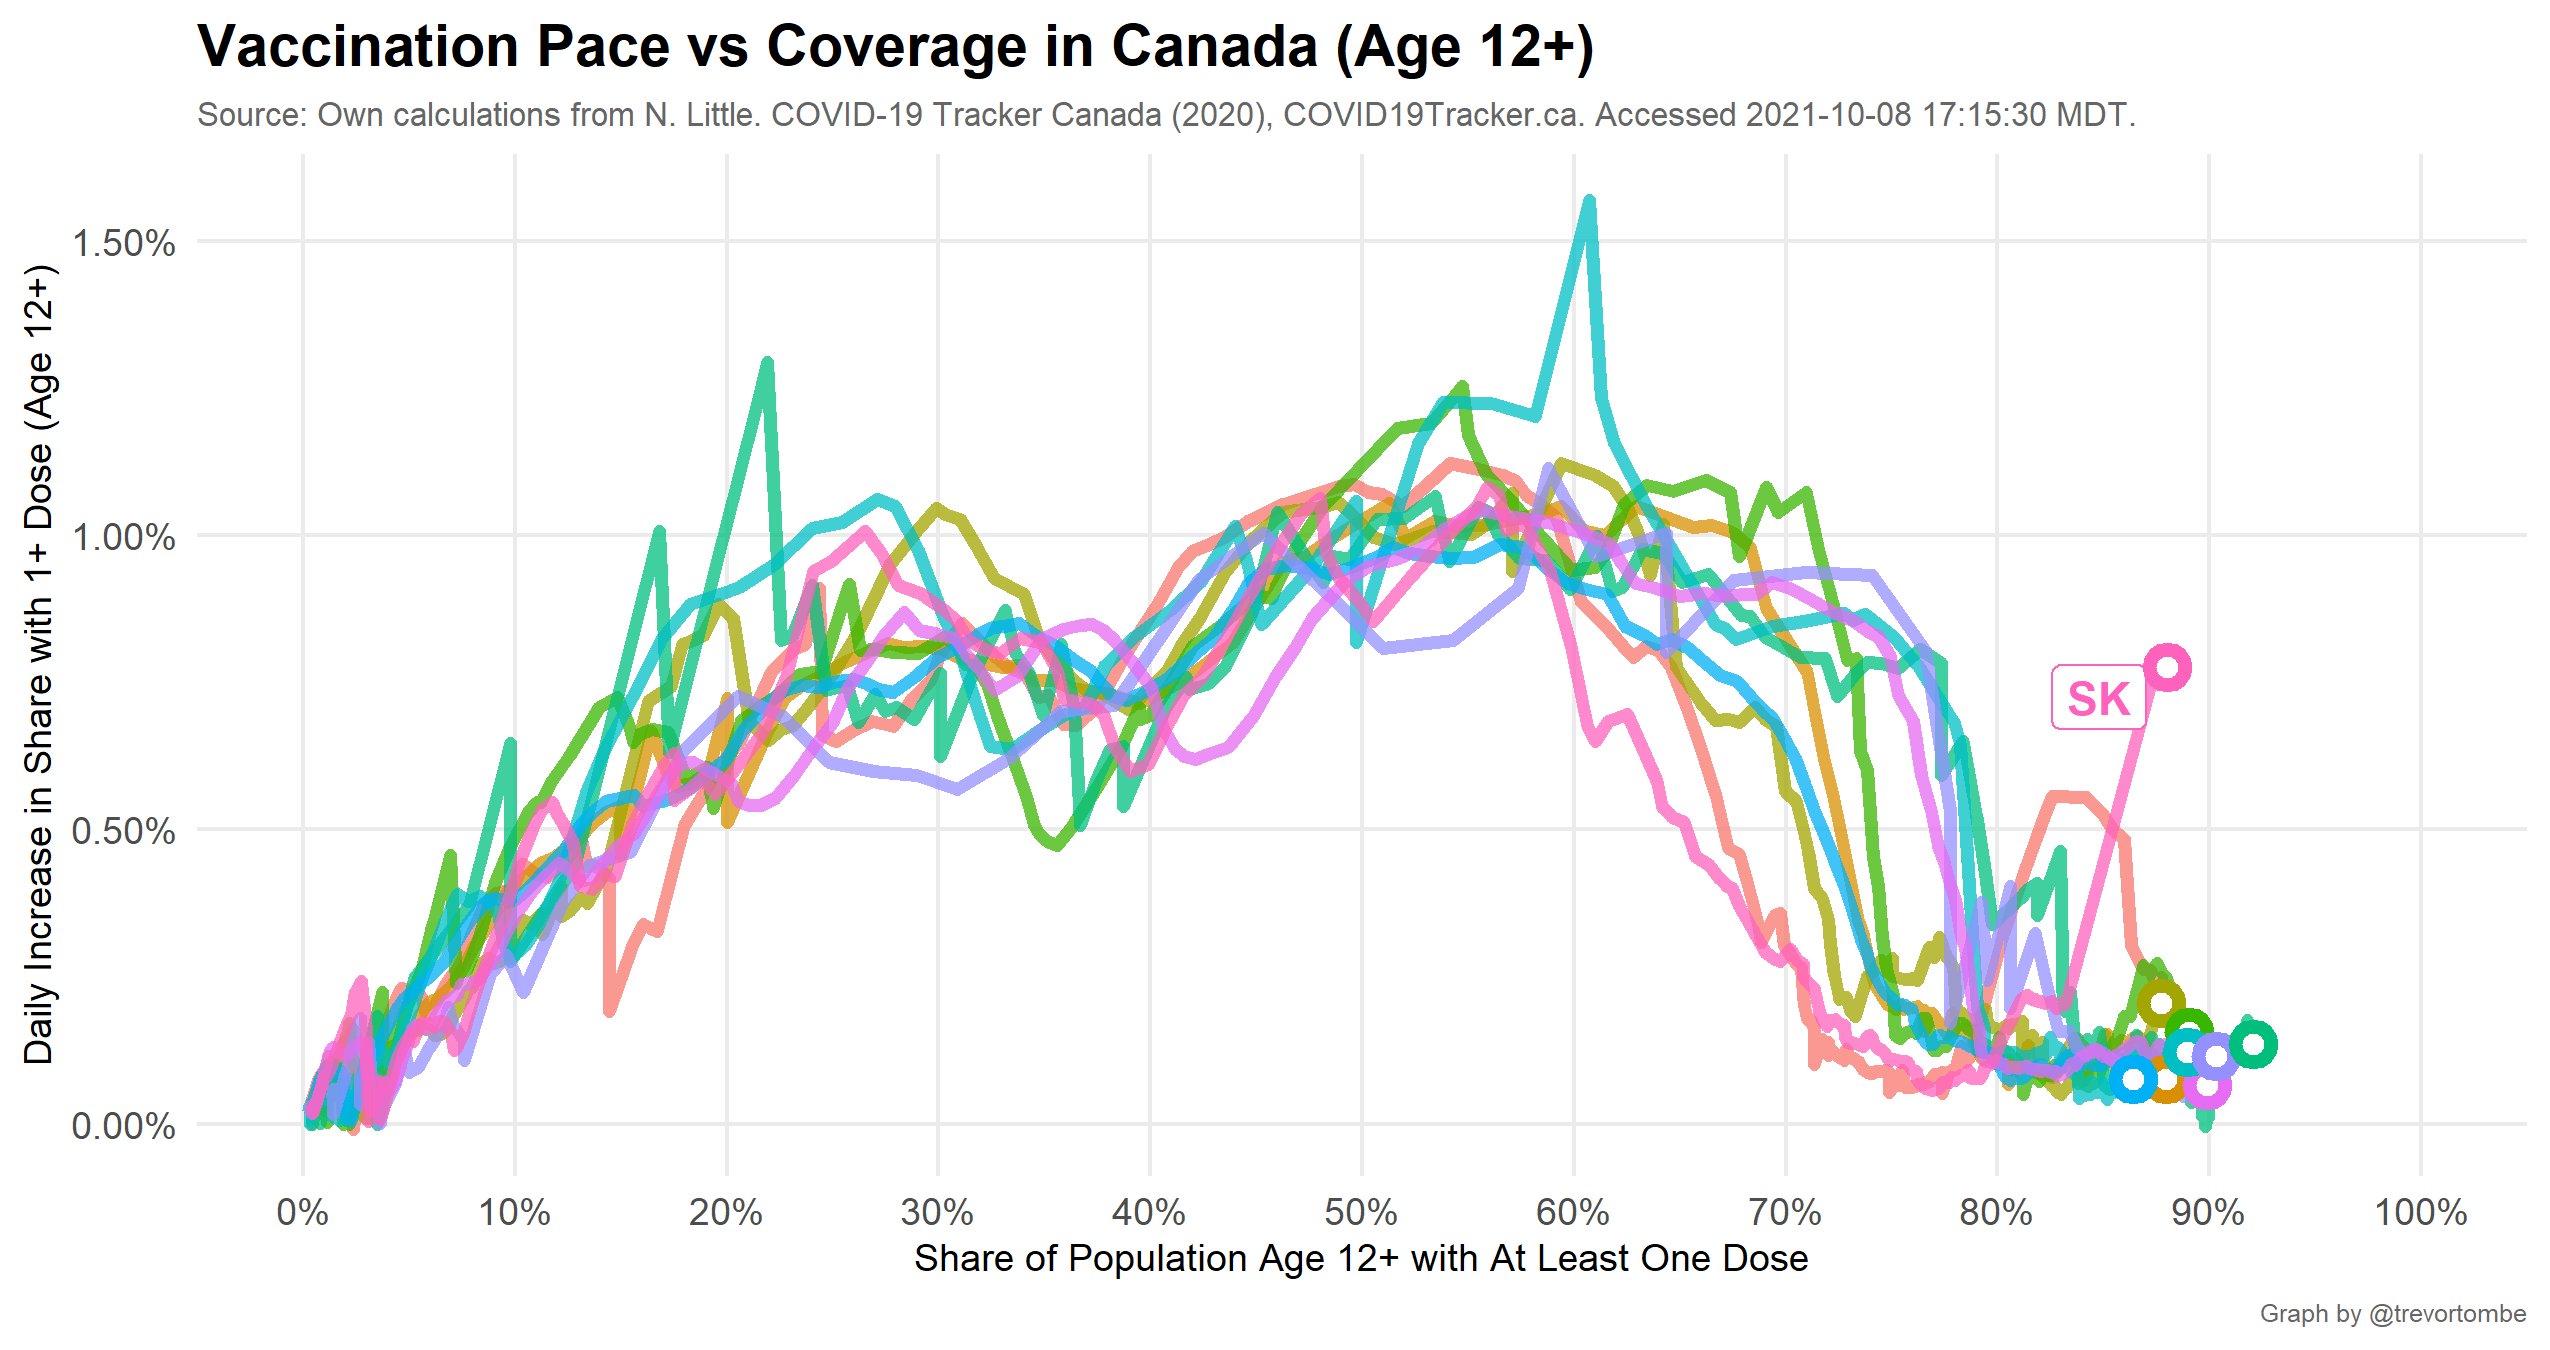 Vaccination Pace vs Coverage in Canada (Age 12+)
Source: Own calculations from N. Little. COVID-19 Tracker Canada (2020), COVID19Tracker.ca. Accessed 2021-10-08 17:15:30 MDT.
Daily Increase in Share with 1+ Dose (Age 12+)
1.50%
1.00%
0.50%
0.00%
SK
0% 10% 20% 30% 40% 50% 60% 70% 80% 90% 100%
Share of Population Age 12+ with At Least One Dose
Graph by @trevortombe